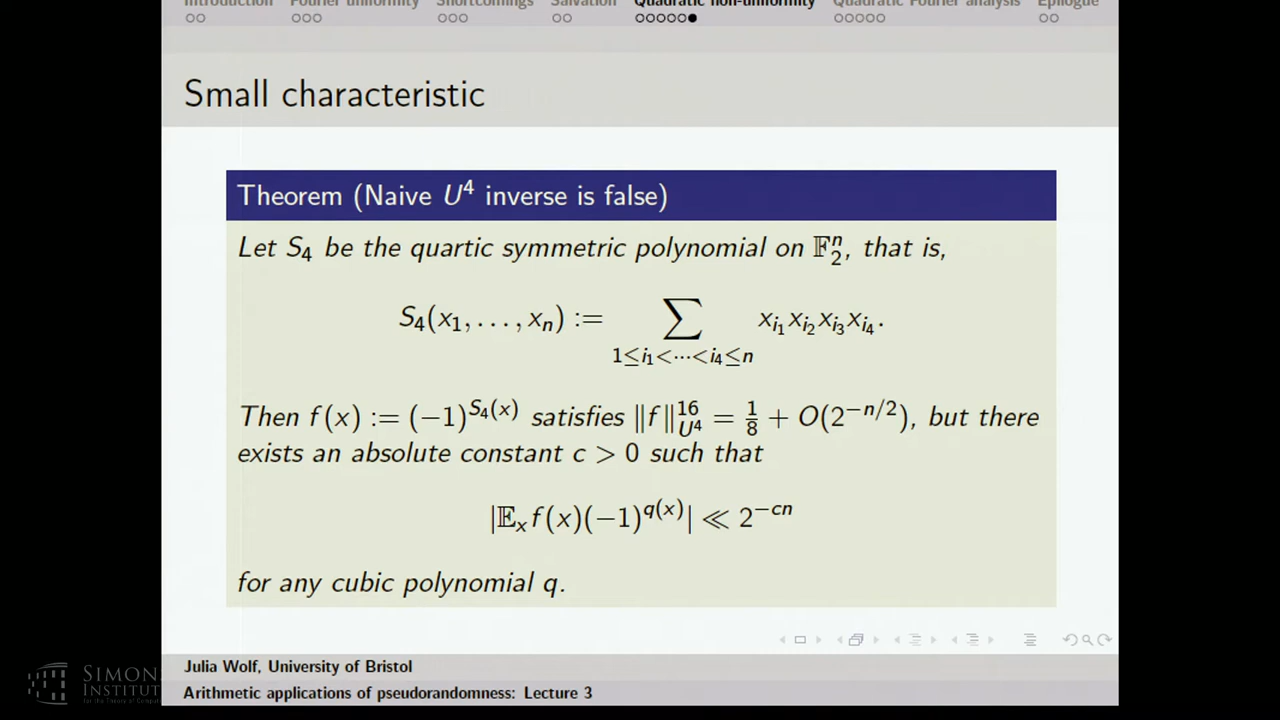 Introduction Fourier uniformity Shortcomings Salvation Quadratic non-uniformity Quadratic Fourier analysis Epilogue
Small characteristic
Theorem (Naive U⁴ inverse is false)
Let S₄ be the quartic symmetric polynomial on 𝔽₂ⁿ, that is,
S₄(x₁, . . . , xₙ) := ∑ x_{i₁}x_{i₂}x_{i₃}x_{i₄}.
1≤i₁<···<i₄≤n
Then f(x) := (−1)^{S₄(x)} satisfies ‖f‖_{U⁴}^{16} = 1/8 + O(2^{−n/2}), but there
exists an absolute constant c > 0 such that
|𝔼ₓf(x)(−1)^{q(x)}| ≪ 2^{−cn}
for any cubic polynomial q.
Julia Wolf, University of Bristol
Arithmetic applications of pseudorandomness: Lecture 3
SIMONS
INSTITUTE